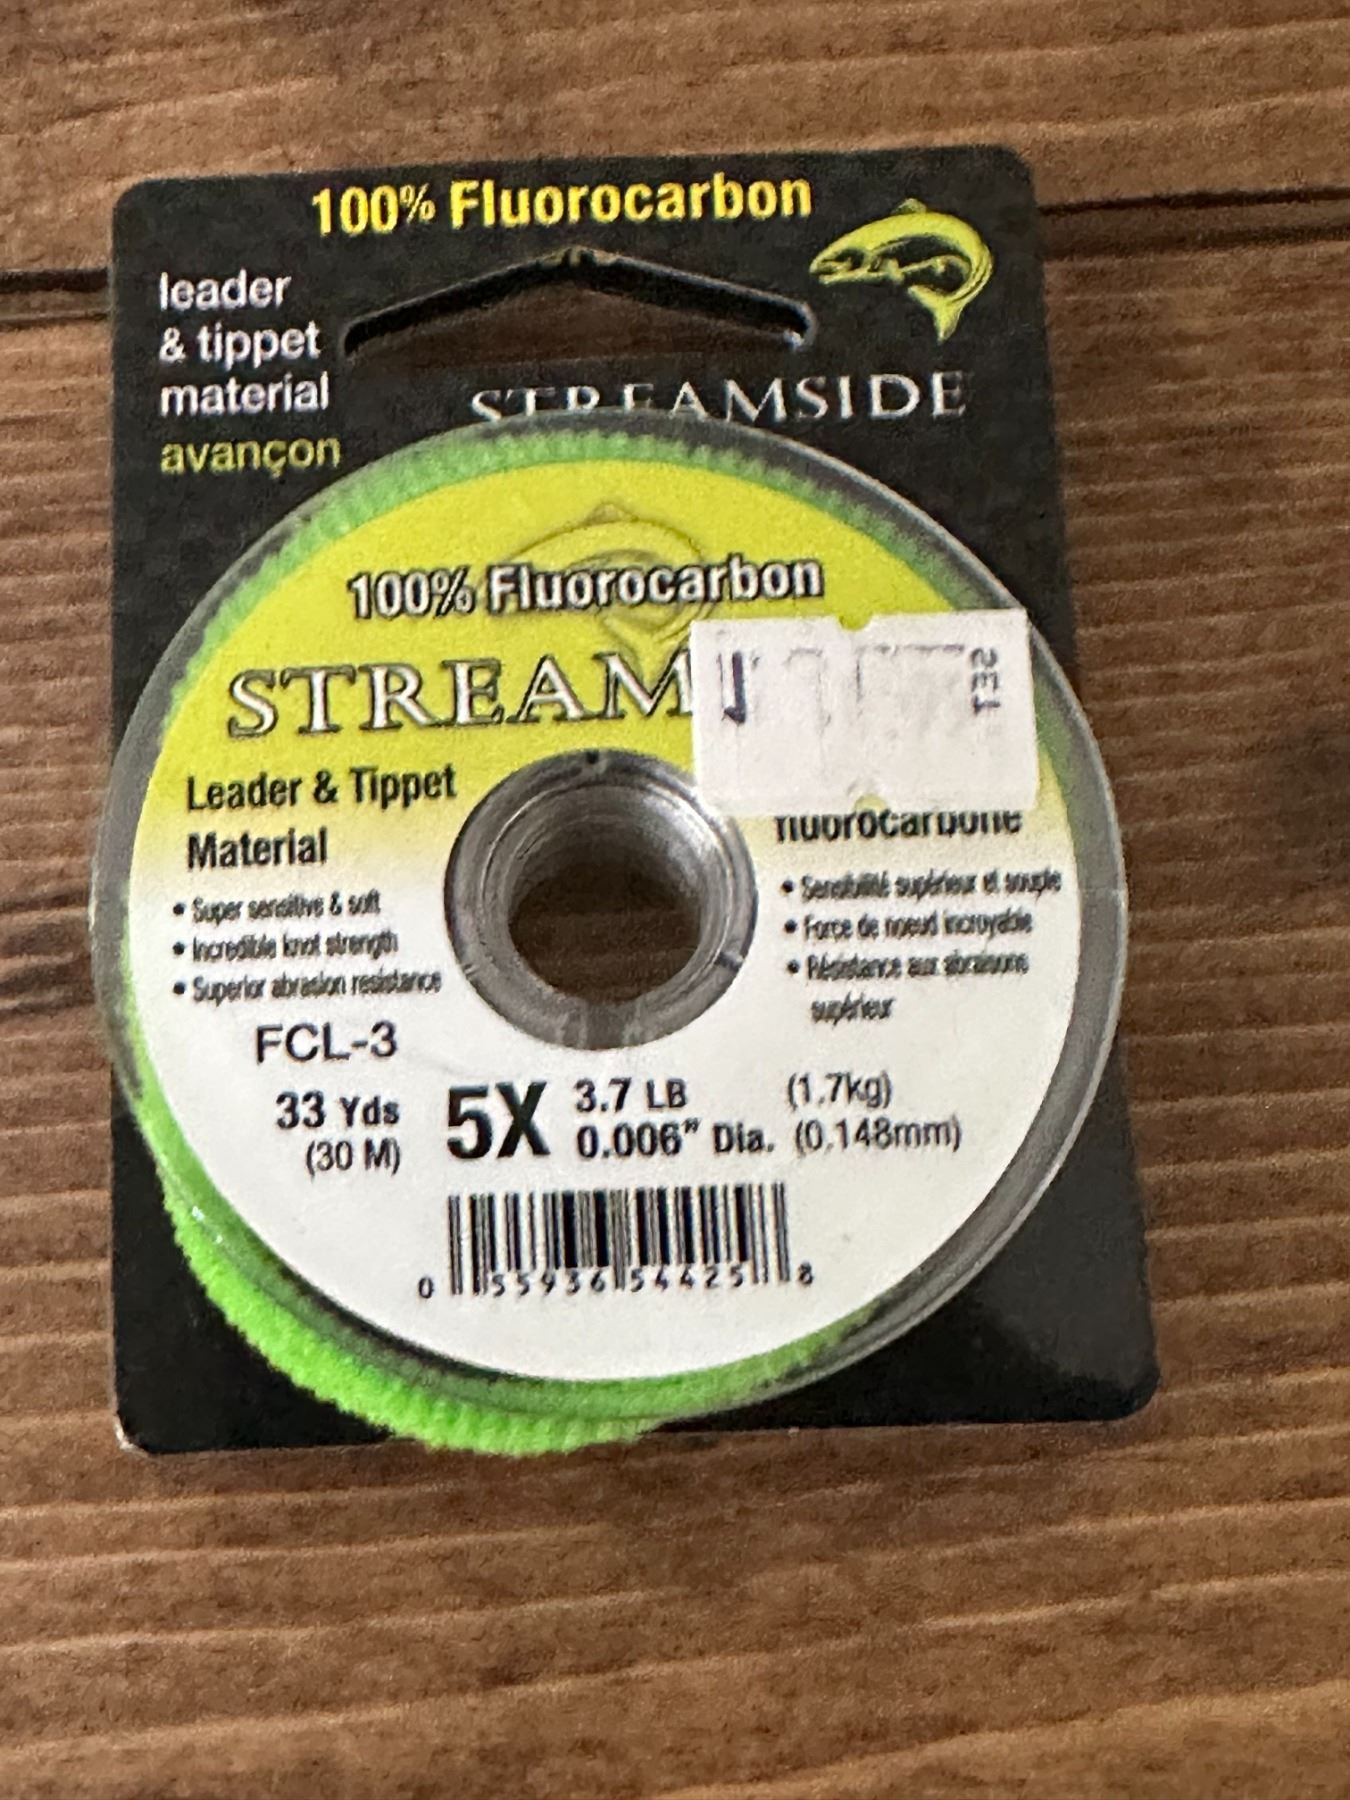 100% Fluorocarbon
leader
& tippet
material
avançon
STREAMSIDE
100% Fluorocarbon
STREAM
Leader & Tippet
Material
• Super sensitive & soft
• Incredible knot strength
• Superior abrasion resistance
fluorocarbone
• Sensibilité supérieur et souple
• Force de noeud incroyable
• Résistance aux abraisons
supérieur
FCL-3
33 Yds
(30 M)
5X
3.7 LB (1.7kg)
0.006" Dia. (0.148mm)
0 55936 54425 8